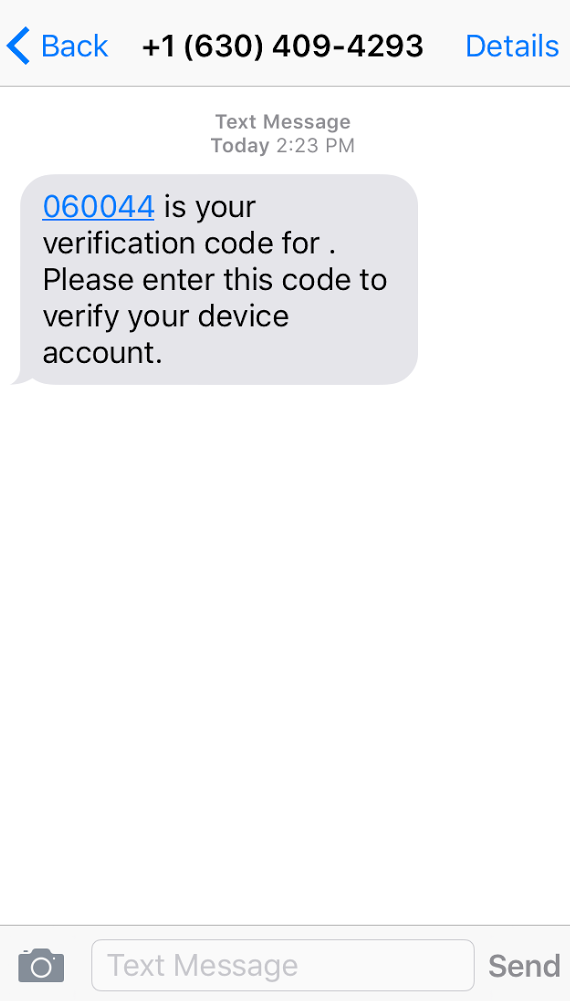 Back +1 (630) 409-4293 Details
Text Message
Today 2:23 PM
060044 is your
verification code for .
Please enter this code to
verify your device
account.
Text Message Send